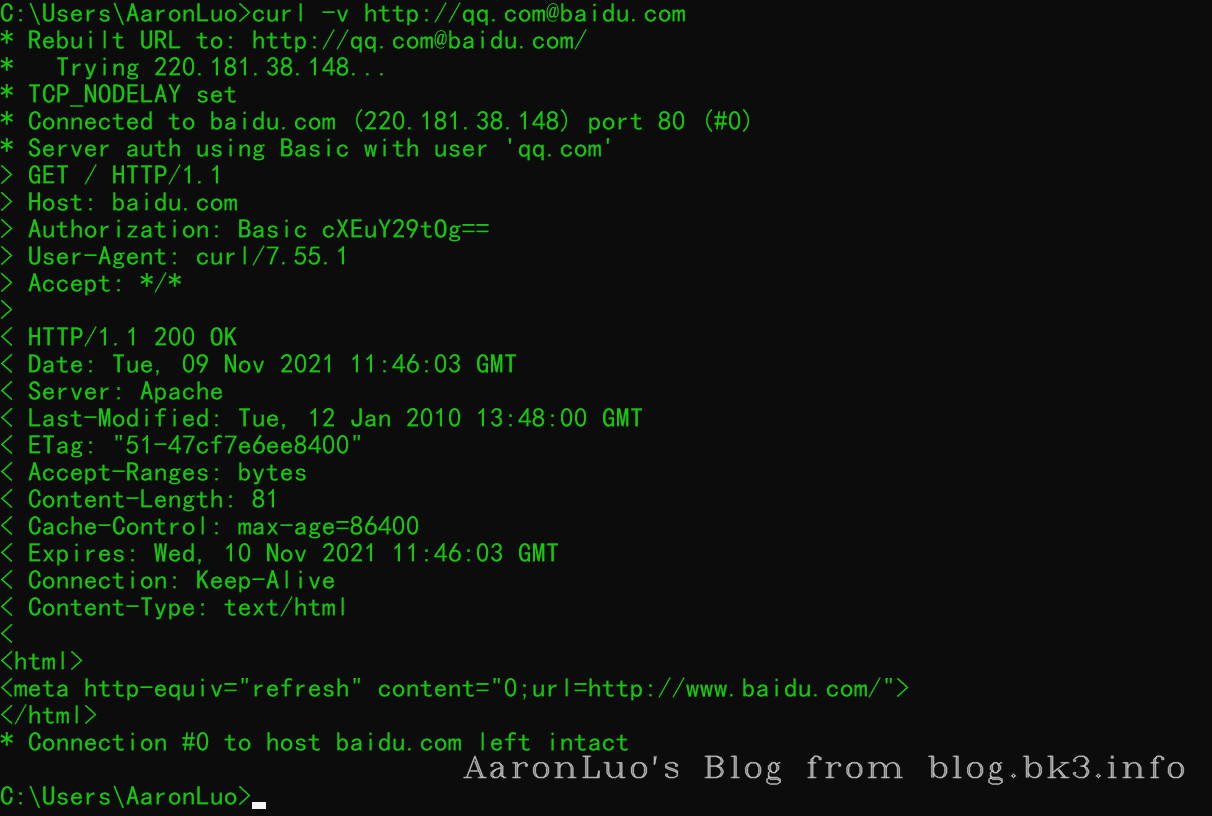 C:\Users\AaronLuo>curl -v http://qq.com@baidu.com
* Rebuilt URL to: http://qq.com@baidu.com/
*   Trying 220.181.38.148...
* TCP_NODELAY set
* Connected to baidu.com (220.181.38.148) port 80 (#0)
* Server auth using Basic with user 'qq.com'
> GET / HTTP/1.1
> Host: baidu.com
> Authorization: Basic cXEuY29tOg==
> User-Agent: curl/7.55.1
> Accept: */*
>
< HTTP/1.1 200 OK
< Date: Tue, 09 Nov 2021 11:46:03 GMT
< Server: Apache
< Last-Modified: Tue, 12 Jan 2010 13:48:00 GMT
< ETag: "51-47cf7e6ee8400"
< Accept-Ranges: bytes
< Content-Length: 81
< Cache-Control: max-age=86400
< Expires: Wed, 10 Nov 2021 11:46:03 GMT
< Connection: Keep-Alive
< Content-Type: text/html
<
<html>
<meta http-equiv="refresh" content="0;url=http://www.baidu.com/">
</html>
* Connection #0 to host baidu.com left intact
AaronLuo's Blog from blog.bk3.info
C:\Users\AaronLuo>